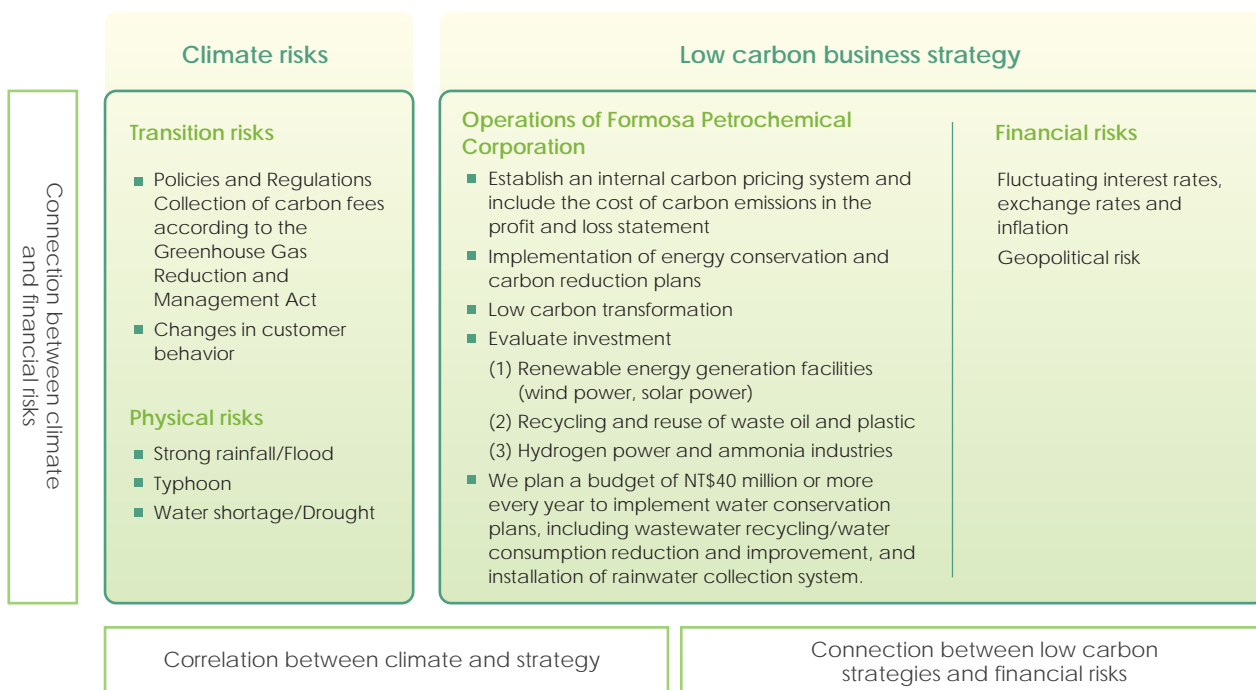 Climate risks
Low carbon business strategy
Connection between climate
and financial risks
Transition risks
Policies and Regulations
Collection of carbon fees
according to the
Greenhouse Gas
Reduction and
Management Act
Changes in customer
behavior
Physical risks
Strong rainfall/Flood
Typhoon
Water shortage/Drought
Operations of Formosa Petrochemical
Corporation
Establish an internal carbon pricing system and
include the cost of carbon emissions in the
profit and loss statement
Implementation of energy conservation and
carbon reduction plans
Low carbon transformation
Evaluate investment
(1) Renewable energy generation facilities
(wind power, solar power)
(2) Recycling and reuse of waste oil and plastic
(3) Hydrogen power and ammonia industries
We plan a budget of NT$40 million or more
every year to implement water conservation
plans, including wastewater recycling/water
consumption reduction and improvement, and
installation of rainwater collection system.
Financial risks
Fluctuating interest rates,
exchange rates and
inflation
Geopolitical risk
Correlation between climate and strategy
Connection between low carbon
strategies and financial risks